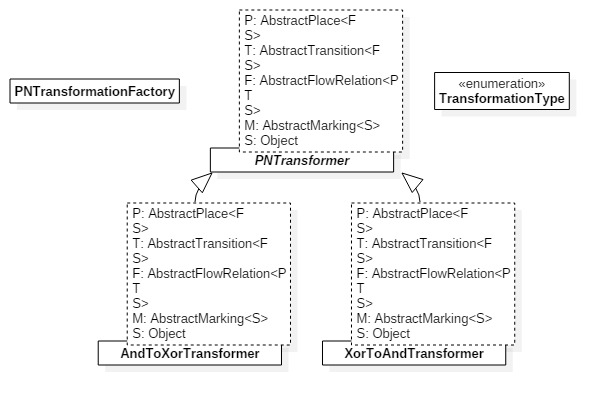 P: AbstractPlace<F
S>
T: AbstractTransition<F
S>
F: AbstractFlowRelation<P
T
S>
M: AbstractMarking<S>
S: Object
PNTransformer
PNTransformationFactory
«enumeration»
TransformationType
P: AbstractPlace<F
S>
T: AbstractTransition<F
S>
F: AbstractFlowRelation<P
T
S>
M: AbstractMarking<S>
S: Object
AndToXorTransformer
P: AbstractPlace<F
S>
T: AbstractTransition<F
S>
F: AbstractFlowRelation<P
T
S>
M: AbstractMarking<S>
S: Object
XorToAndTransformer